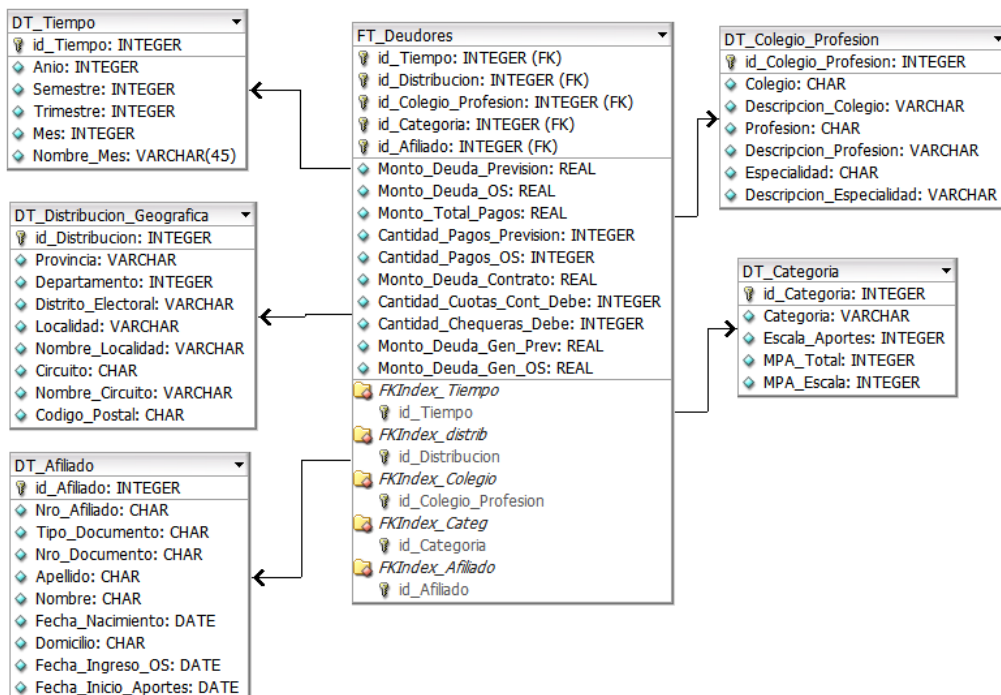 DT_Tiempo
id_Tiempo: INTEGER
Anio: INTEGER
Semestre: INTEGER
Trimestre: INTEGER
Mes: INTEGER
Nombre_Mes: VARCHAR(45)
DT_Distribucion_Geografica
id_Distribucion: INTEGER
Provincia: VARCHAR
Departamento: INTEGER
Distrito_Electoral: VARCHAR
Localidad: VARCHAR
Nombre_Localidad: VARCHAR
Circuito: CHAR
Nombre_Circuito: VARCHAR
Codigo_Postal: CHAR
DT_Afiliado
id_Afiliado: INTEGER
Nro_Afiliado: CHAR
Tipo_Documento: CHAR
Nro_Documento: CHAR
Apellido: CHAR
Nombre: CHAR
Fecha_Nacimiento: DATE
Domicilio: CHAR
Fecha_Ingreso_OS: DATE
Fecha_Inicio_Aportes: DATE
FT_Deudores
id_Tiempo: INTEGER (FK)
id_Distribucion: INTEGER (FK)
id_Colegio_Profesion: INTEGER (FK)
id_Categoria: INTEGER (FK)
id_Afiliado: INTEGER (FK)
Monto_Deuda_Prevision: REAL
Monto_Deuda_OS: REAL
Monto_Total_Pagos: REAL
Cantidad_Pagos_Prevision: INTEGER
Cantidad_Pagos_OS: INTEGER
Monto_Deuda_Contrato: REAL
Cantidad_Cuotas_Cont_Debe: INTEGER
Cantidad_Chequeras_Debe: INTEGER
Monto_Deuda_Gen_Prev: REAL
Monto_Deuda_Gen_OS: REAL
FKIndex_Tiempo
id_Tiempo
FKIndex_distrib
id_Distribucion
FKIndex_Colegio
id_Colegio_Profesion
FKIndex_Categ
id_Categoria
FKIndex_Afiliado
id_Afiliado
DT_Colegio_Profesion
id_Colegio_Profesion: INTEGER
Colegio: CHAR
Descripcion_Colegio: VARCHAR
Profesion: CHAR
Descripcion_Profesion: VARCHAR
Especialidad: CHAR
Descripcion_Especialidad: VARCHAR
DT_Categoria
id_Categoria: INTEGER
Categoria: VARCHAR
Escala_Aportes: INTEGER
MPA_Total: INTEGER
MPA_Escala: INTEGER